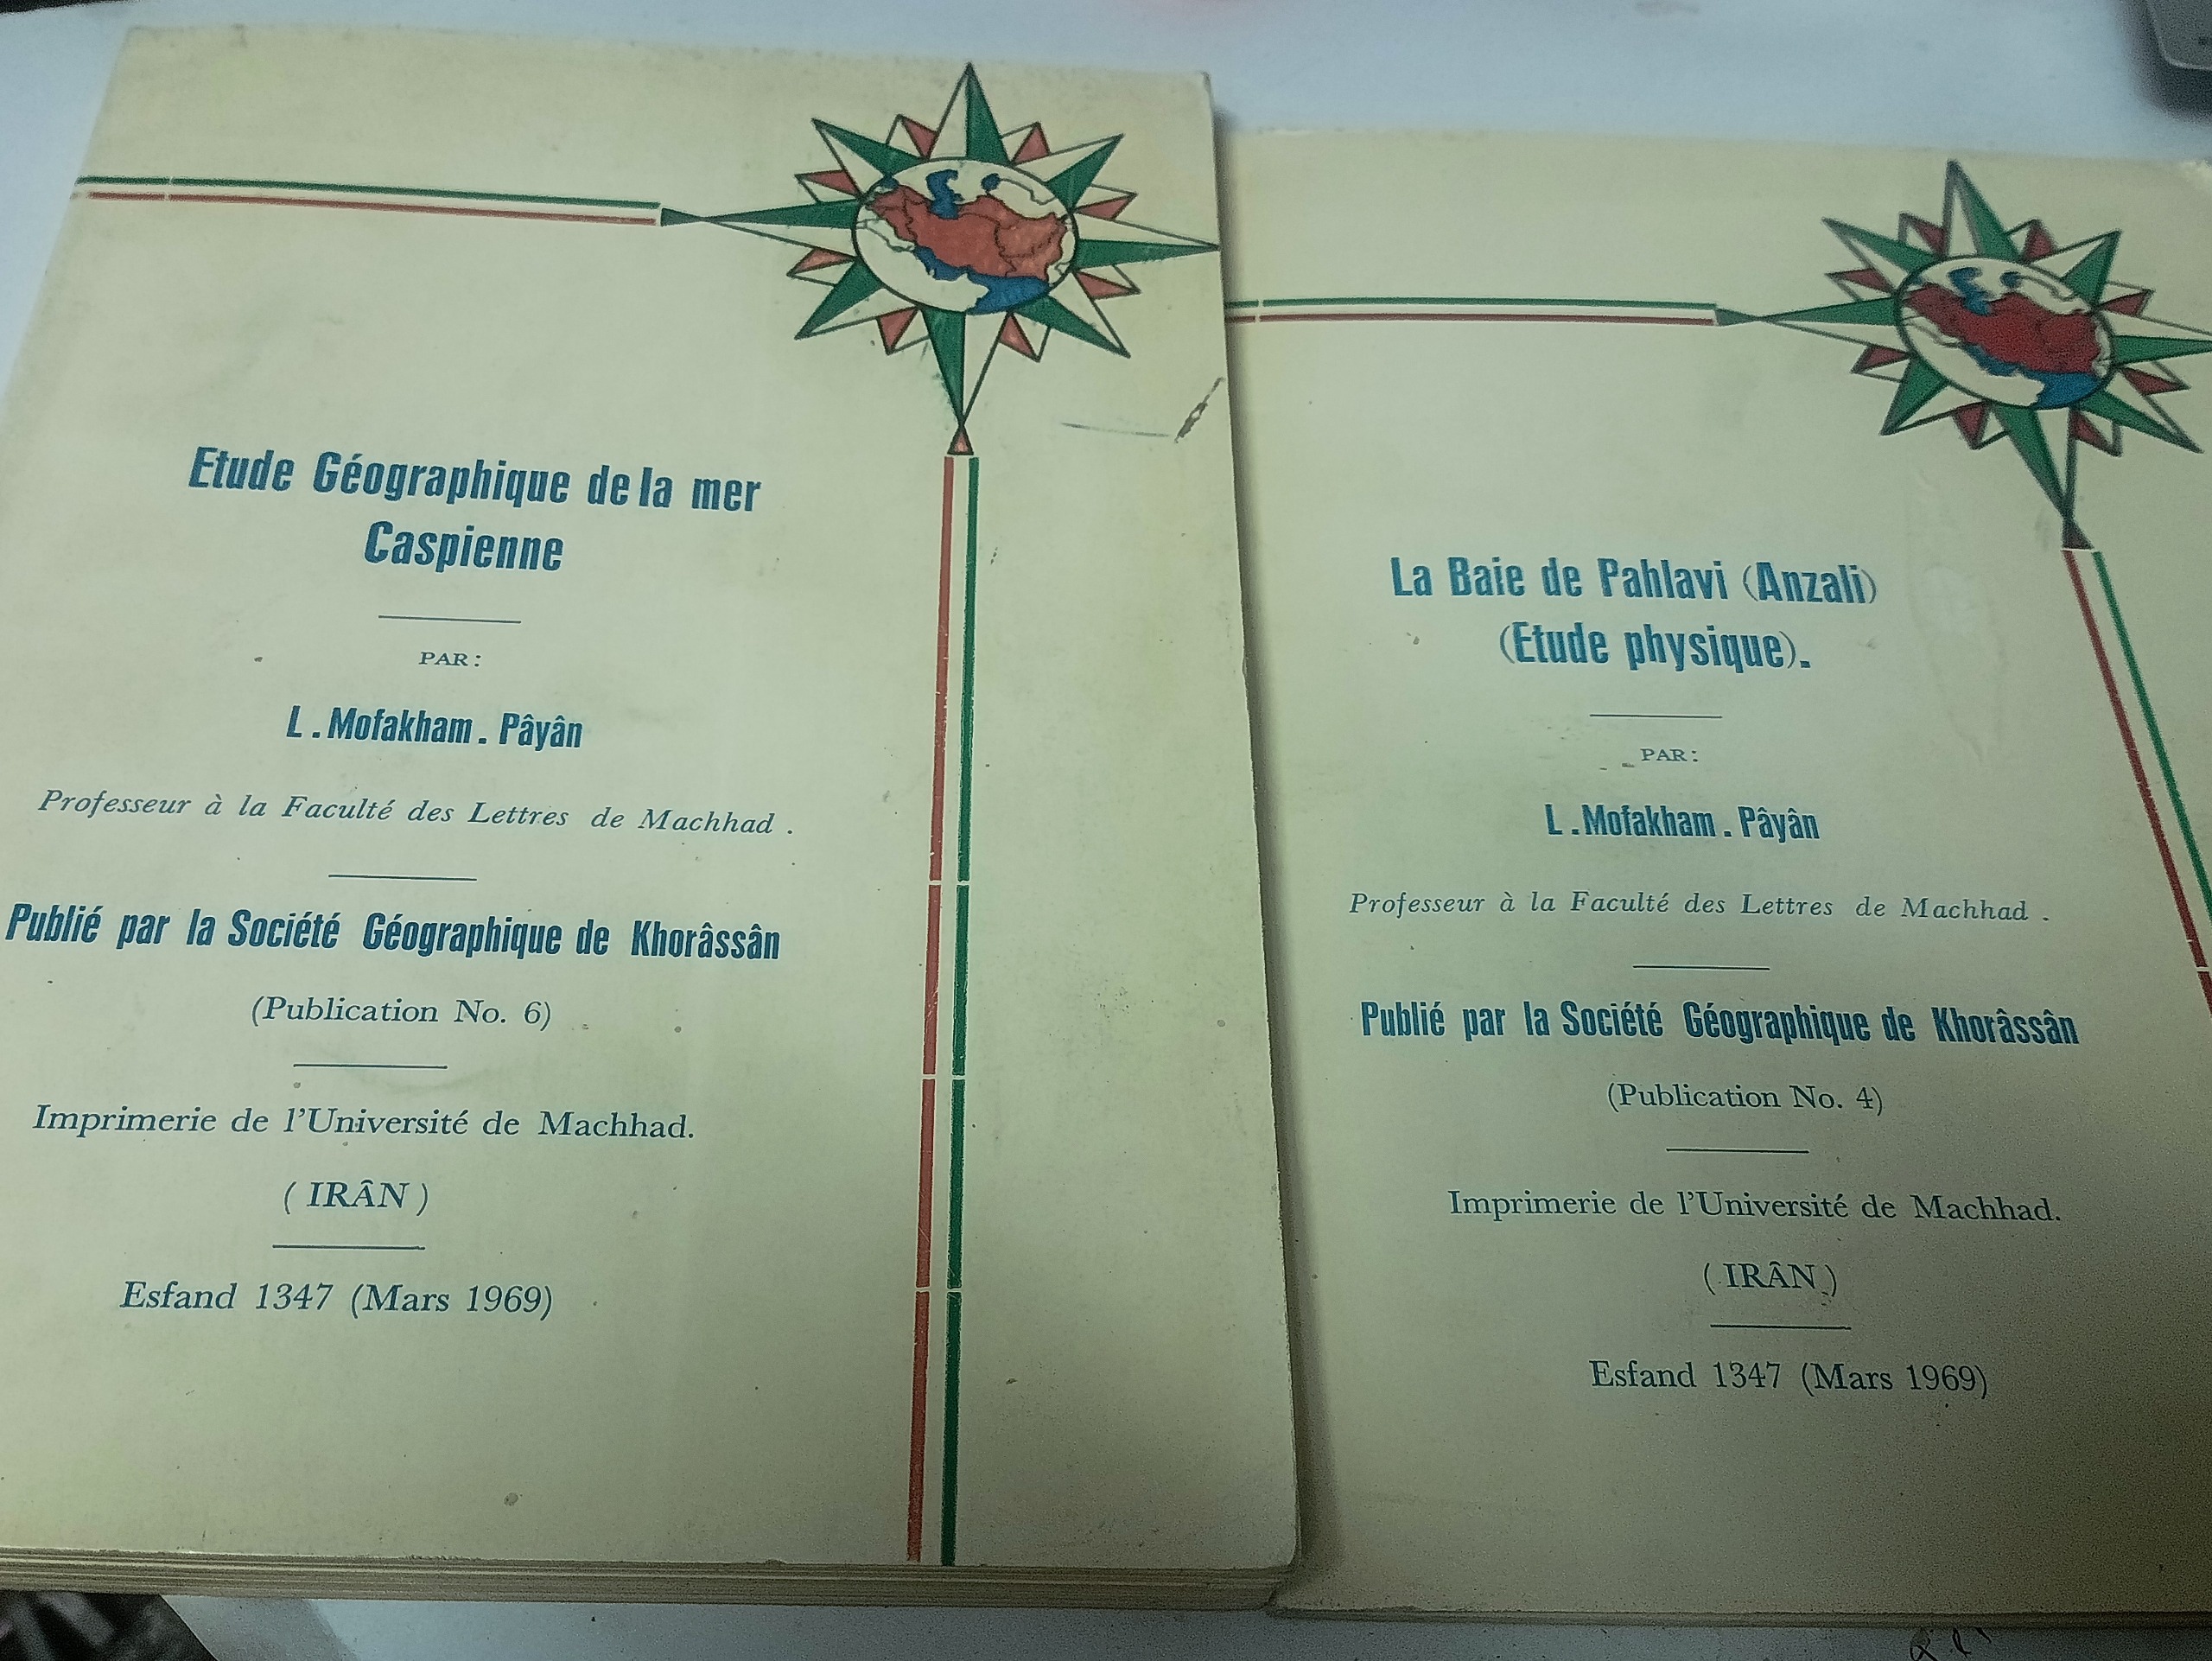 Etude Géographique de la mer
Caspienne
PAR:
L. Mofakham. Pâyân
Professeur à la Faculté des Lettres de Machhad.
Publié par la Société Géographique de Khorâssân
(Publication No. 6)
Imprimerie de l'Université de Machhad.
(IRÂN)
Esfand 1347 (Mars 1969)
La Baie de Pahlavi (Anzali)
(Etude physique).
PAR:
L. Mofakham. Pâyân
Professeur à la Faculté des Lettres de Machhad.
Publié par la Société Géographique de Khorâssân
(Publication No. 4)
Imprimerie de l'Université de Machhad.
(IRÂN)
Esfand 1347 (Mars 1969)